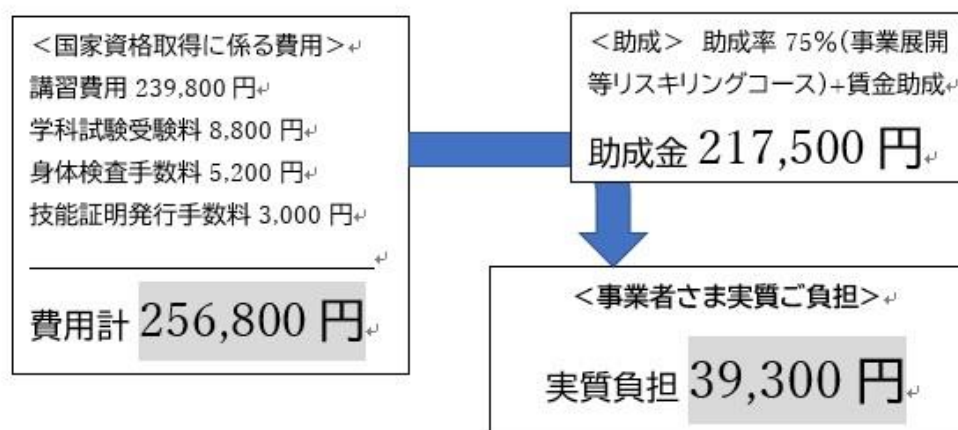 ＜国家資格取得に係る費用＞
講習費用 239,800 円
学科試験受験料 8,800 円
身体検査手数料 5,200 円
技能証明発行手数料 3,000 円
費用計 256,800 円
＜助成＞ 助成率 75%(事業展開
等リスキリングコース)+賃金助成
助成金 217,500 円
＜事業者さま実質ご負担＞
実質負担 39,300 円